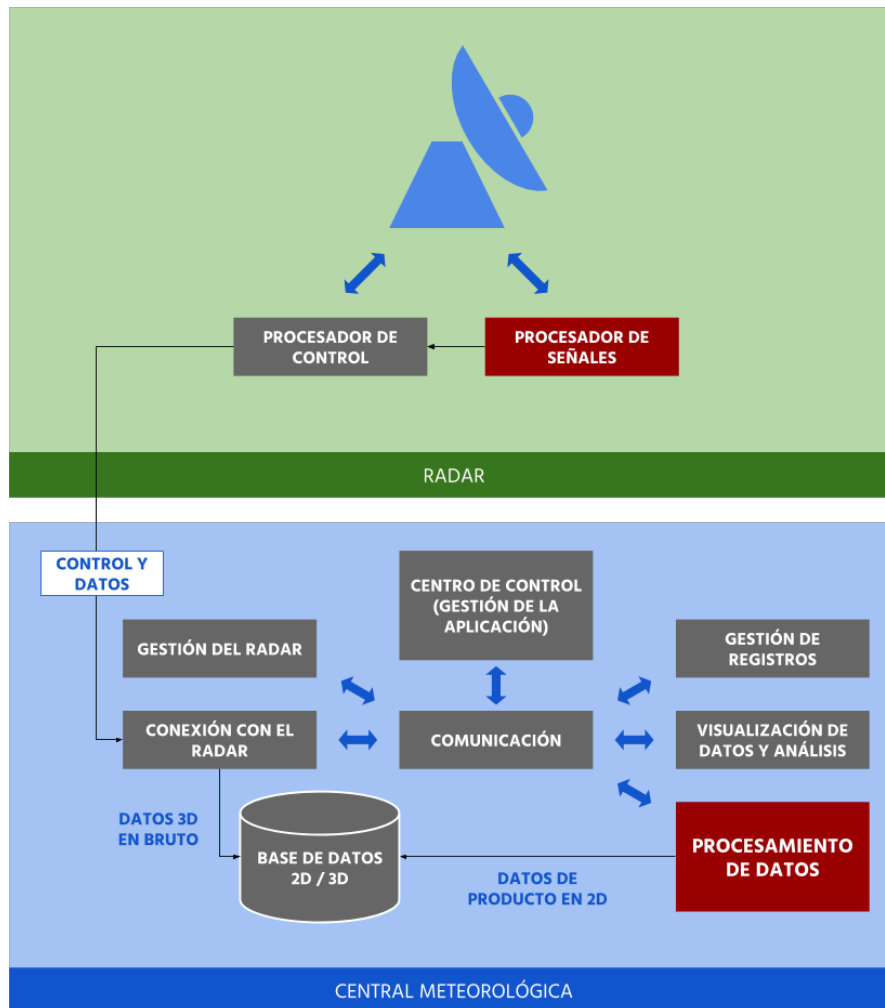 PROCESADOR DE
CONTROL
PROCESADOR DE
SEÑALES
RADAR
CONTROL Y
DATOS
CENTRO DE CONTROL
(GESTIÓN DE LA
APLICACIÓN)
GESTIÓN DEL RADAR
GESTIÓN DE
REGISTROS
CONEXIÓN CON EL
RADAR
COMUNICACIÓN
VISUALIZACIÓN DE
DATOS Y ANÁLISIS
DATOS 3D
EN BRUTO
BASE DE DATOS
2D / 3D
PROCESAMIENTO
DE DATOS
DATOS DE
PRODUCTO EN 2D
CENTRAL METEOROLÓGICA